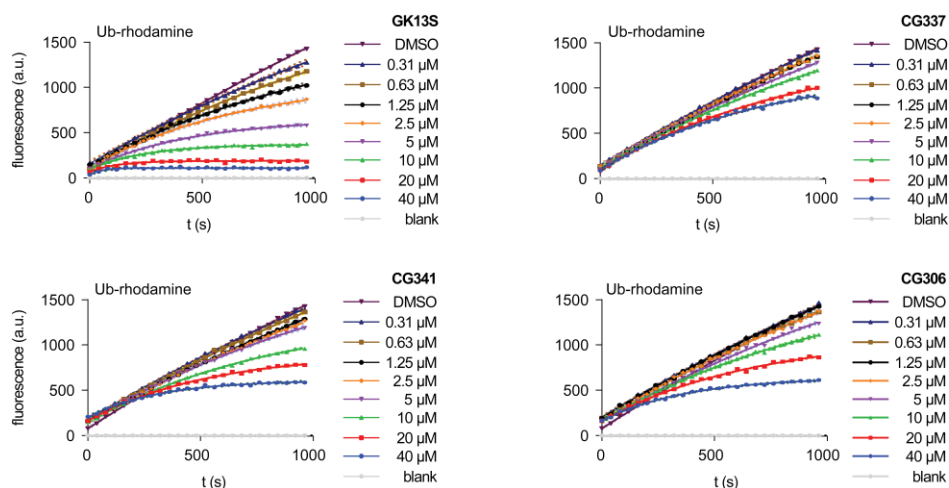 GK13S
Ub-rhodamine
DMSO
0.31 µM
0.63 µM
1.25 µM
2.5 µM
5 µM
10 µM
20 µM
40 µM
blank
fluorescence (a.u.)
1500
1000
500
0
0 500 1000
t (s)
CG337
Ub-rhodamine
DMSO
0.31 µM
0.63 µM
1.25 µM
2.5 µM
5 µM
10 µM
20 µM
40 µM
blank
1500
1000
500
0
0 500 1000
t (s)
CG341
Ub-rhodamine
DMSO
0.31 µM
0.63 µM
1.25 µM
2.5 µM
5 µM
10 µM
20 µM
40 µM
blank
fluorescence (a.u.)
1500
1000
500
0
0 500 1000
t (s)
CG306
Ub-rhodamine
DMSO
0.31 µM
0.63 µM
1.25 µM
2.5 µM
5 µM
10 µM
20 µM
40 µM
blank
1500
1000
500
0
0 500 1000
t (s)